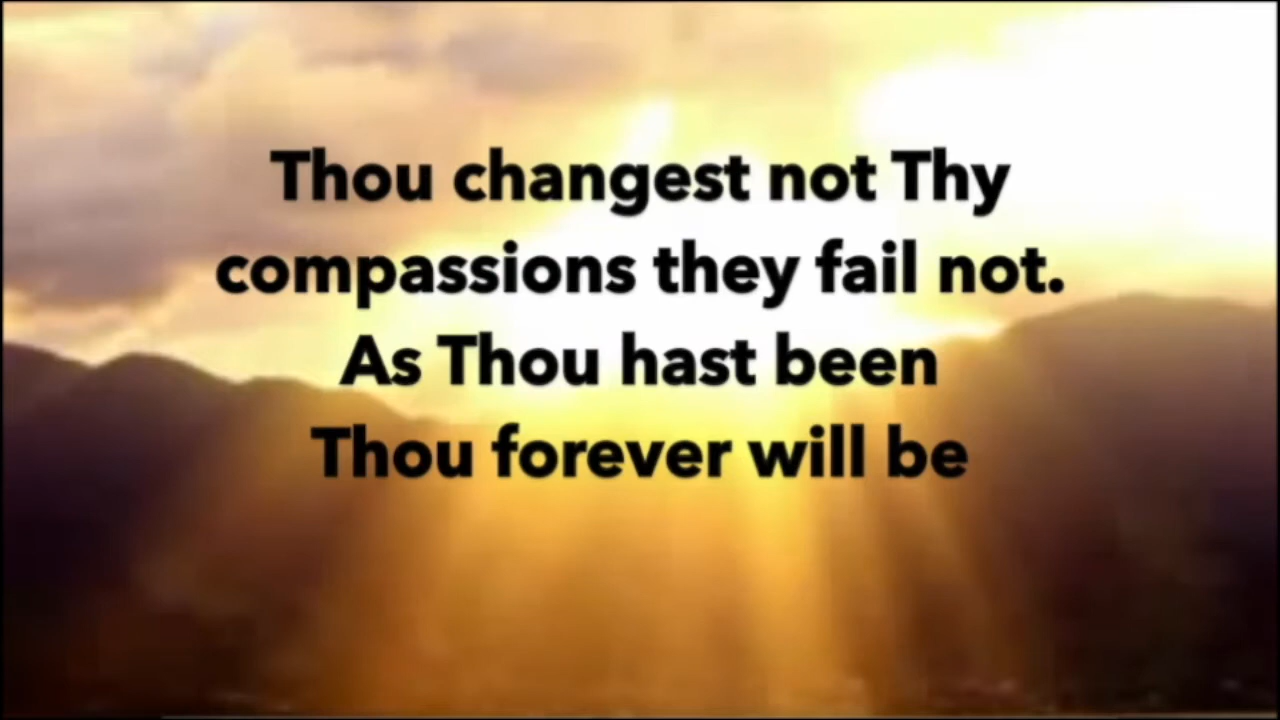 Thou changest not Thy
compassions they fail not.
As Thou hast been
Thou forever will be